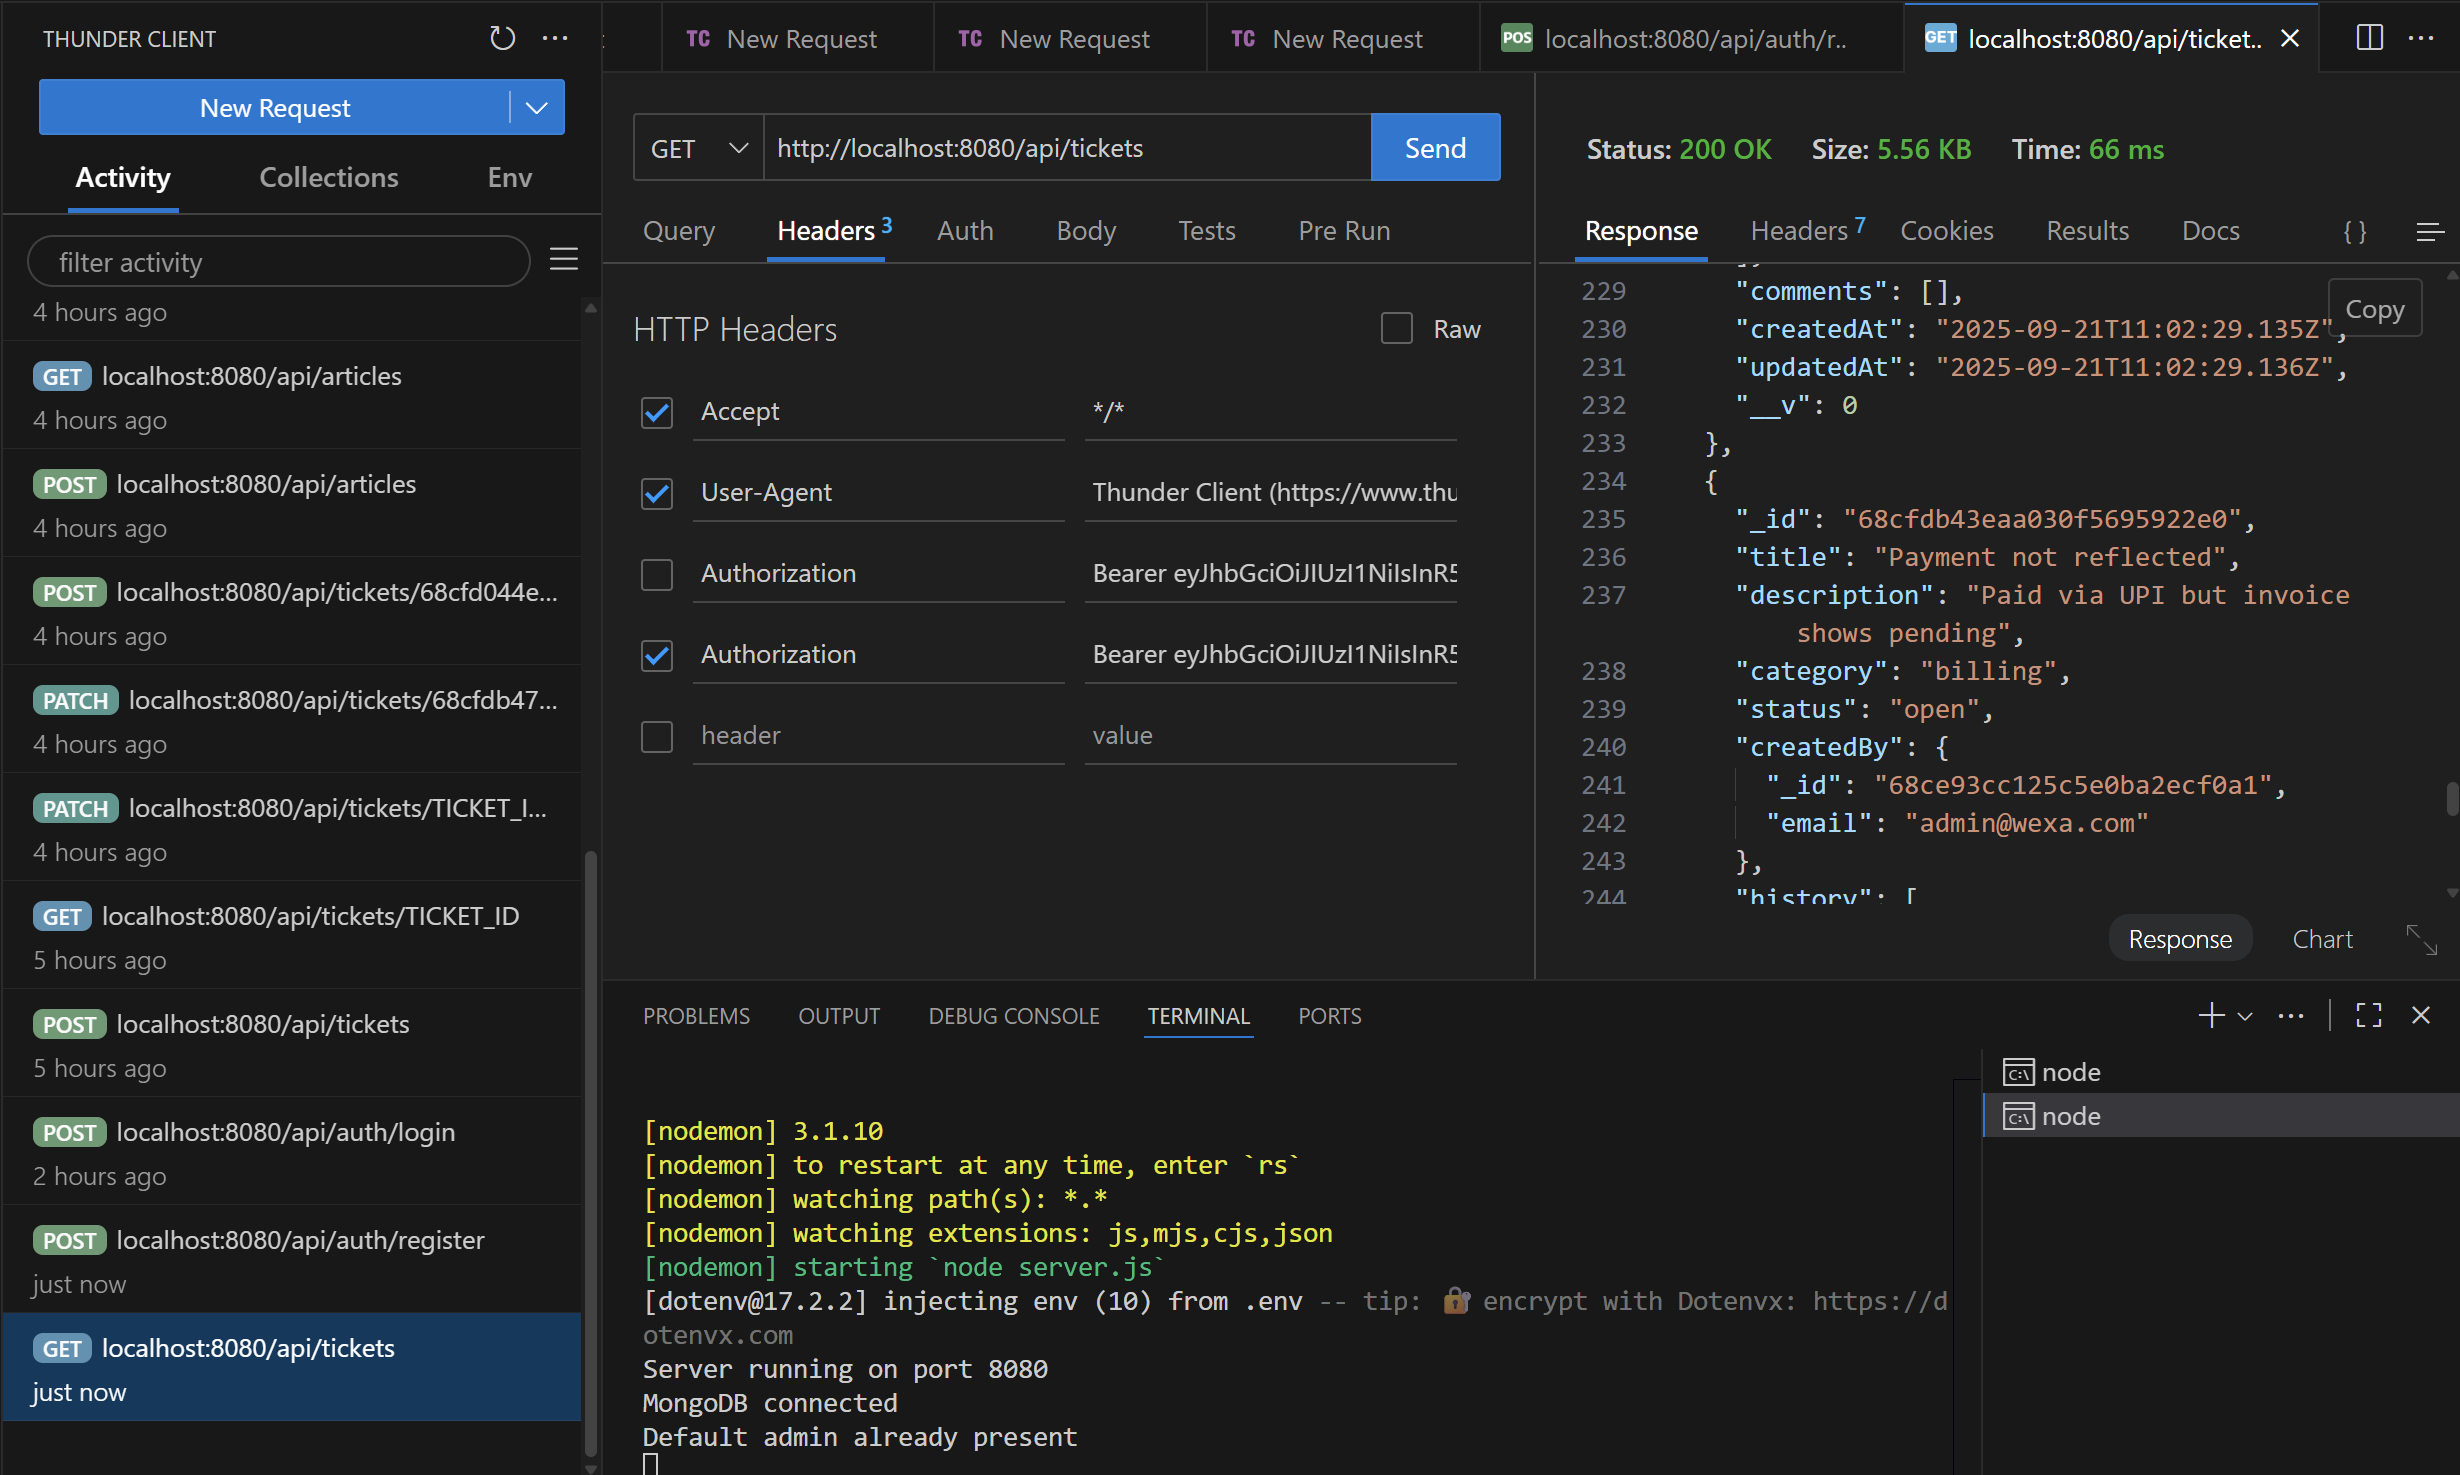 THUNDER CLIENT
New Request
Activity
Collections
Env
filter activity
4 hours ago
GET localhost:8080/api/articles
4 hours ago
POST localhost:8080/api/articles
4 hours ago
POST localhost:8080/api/tickets/68cfd044e...
4 hours ago
PATCH localhost:8080/api/tickets/68cfdb47...
4 hours ago
PATCH localhost:8080/api/tickets/TICKET_I...
4 hours ago
GET localhost:8080/api/tickets/TICKET_ID
5 hours ago
POST localhost:8080/api/tickets
5 hours ago
POST localhost:8080/api/auth/login
2 hours ago
POST localhost:8080/api/auth/register
just now
GET localhost:8080/api/tickets
just now
TC New Request
TC New Request
TC New Request
POS localhost:8080/api/auth/r..
GET localhost:8080/api/ticket..
GET http://localhost:8080/api/tickets
Send
Query
Headers 3
Auth
Body
Tests
Pre Run
HTTP Headers
Raw
Accept */*
User-Agent Thunder Client (https://www.thu
Authorization Bearer eyJhbGciOiJIUzI1NiIsInR5
Authorization Bearer eyJhbGciOiJIUzI1NiIsInR5
header value
Status: 200 OK Size: 5.56 KB Time: 66 ms
Response
Headers 7
Cookies
Results
Docs
{ }
Copy
229 "comments": [],
230 "createdAt": "2025-09-21T11:02:29.135Z",
231 "updatedAt": "2025-09-21T11:02:29.136Z",
232 "__v": 0
233 },
234 {
235 "_id": "68cfdb43eaa030f5695922e0",
236 "title": "Payment not reflected",
237 "description": "Paid via UPI but invoice
shows pending",
238 "category": "billing",
239 "status": "open",
240 "createdBy": {
241 "_id": "68ce93cc125c5e0ba2ecf0a1",
242 "email": "admin@wexa.com"
243 },
244 "history": [
Response
Chart
PROBLEMS
OUTPUT
DEBUG CONSOLE
TERMINAL
PORTS
[nodemon] 3.1.10
[nodemon] to restart at any time, enter `rs`
[nodemon] watching path(s): *.*
[nodemon] watching extensions: js,mjs,cjs,json
[nodemon] starting `node server.js`
[dotenv@17.2.2] injecting env (10) from .env -- tip: 🔐 encrypt with Dotenvx: https://d
otenvx.com
Server running on port 8080
MongoDB connected
Default admin already present
node
node